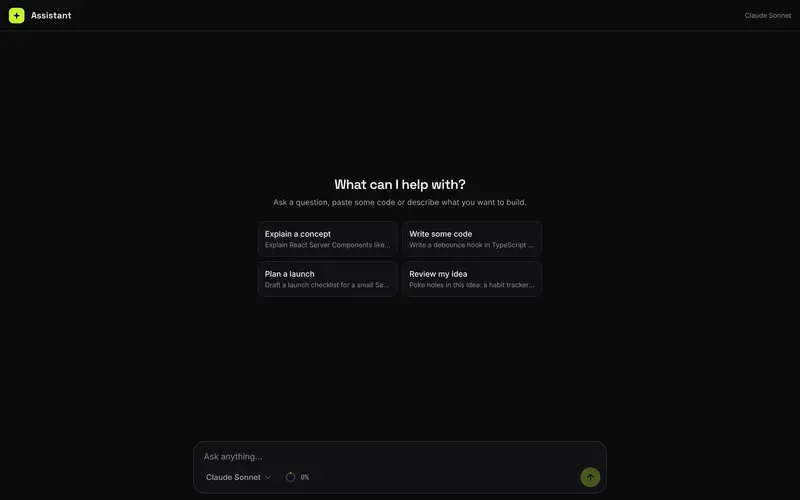 Assistant
Claude Sonnet
What can I help with?
Ask a question, paste some code or describe what you want to build.
Explain a concept
Explain React Server Components like...
Write some code
Write a debounce hook in TypeScript ...
Plan a launch
Draft a launch checklist for a small Sa...
Review my idea
Poke holes in this idea: a habit tracker...
Ask anything...
Claude Sonnet
0%